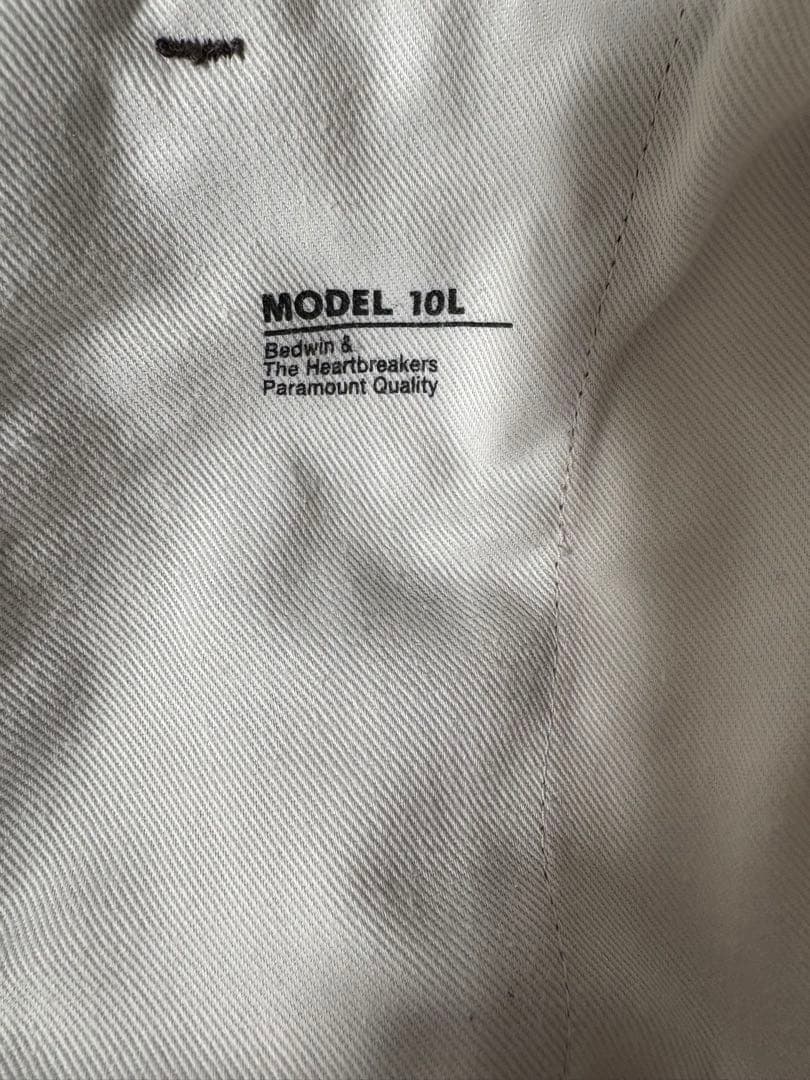 MODEL 10L
Bedwin &
The Heartbreakers
Paramount Quality